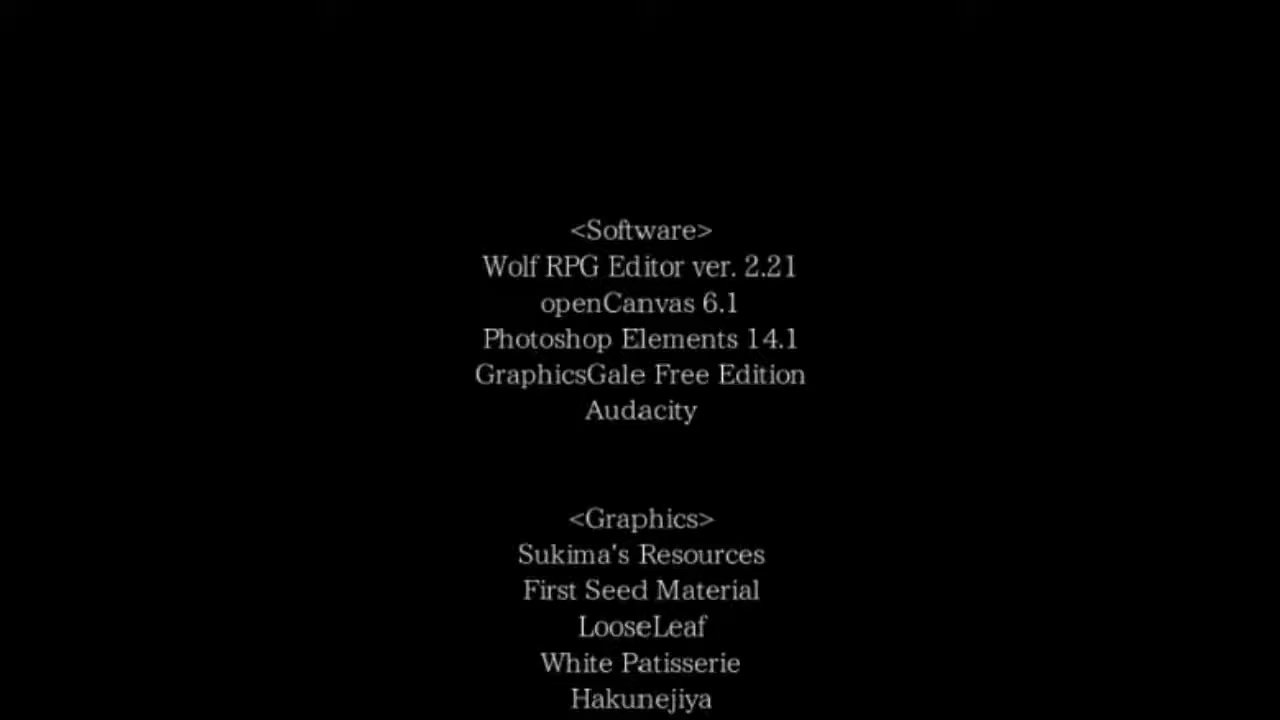 <Software>
Wolf RPG Editor ver. 2.21
openCanvas 6.1
Photoshop Elements 14.1
GraphicsGale Free Edition
Audacity
<Graphics>
Sukima's Resources
First Seed Material
LooseLeaf
White Patisserie
Hakunejiya